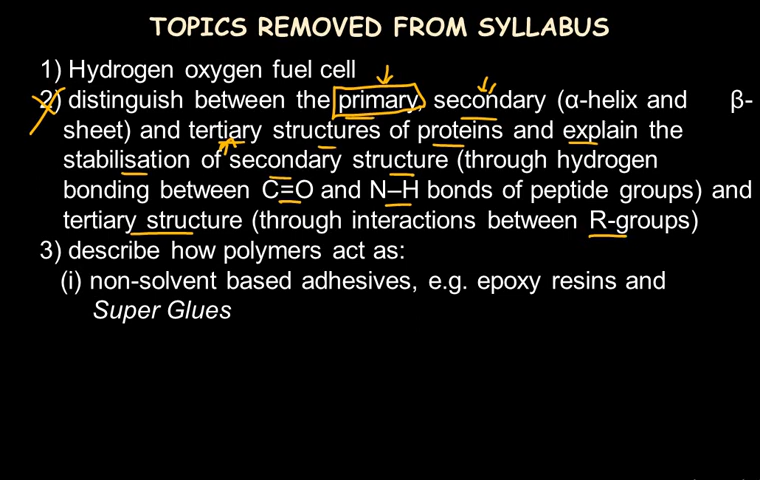 TOPICS REMOVED FROM SYLLABUS
1) Hydrogen oxygen fuel cell
2) distinguish between the primary, secondary (α-helix and β-
sheet) and tertiary structures of proteins and explain the
stabilisation of secondary structure (through hydrogen
bonding between C=O and N–H bonds of peptide groups) and
tertiary structure (through interactions between R-groups)
3) describe how polymers act as:
(i) non-solvent based adhesives, e.g. epoxy resins and
Super Glues